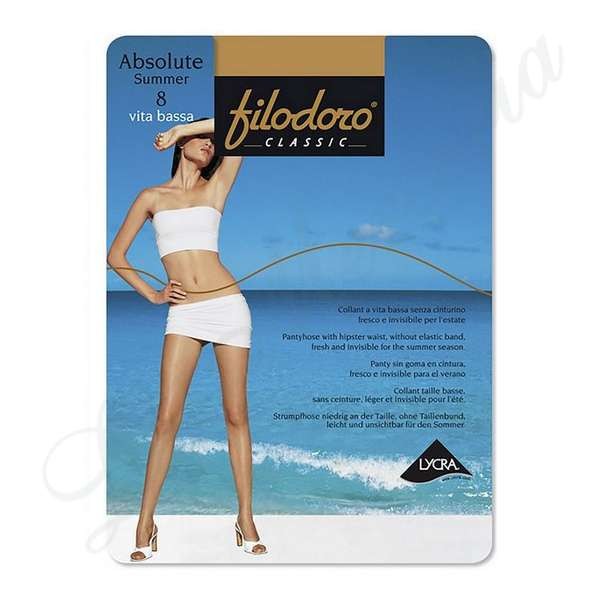 Absolute
Summer
8
vita bassa
filodoro®
CLASSIC
Collant a vita bassa senza cinturino
fresco e invisibile per l'estate
Pantyhose with hipster waist, without elastic band,
fresh and invisible for the summer season.
Panty sin goma en cintura,
fresco e invisible para el verano
Collant taille basse,
sans ceinture, léger et invisible pour l'été.
Strumpfhose niedrig an der Taille, ohne Taillenbund,
leicht und unsichtbar für den Sommer.
LYCRA